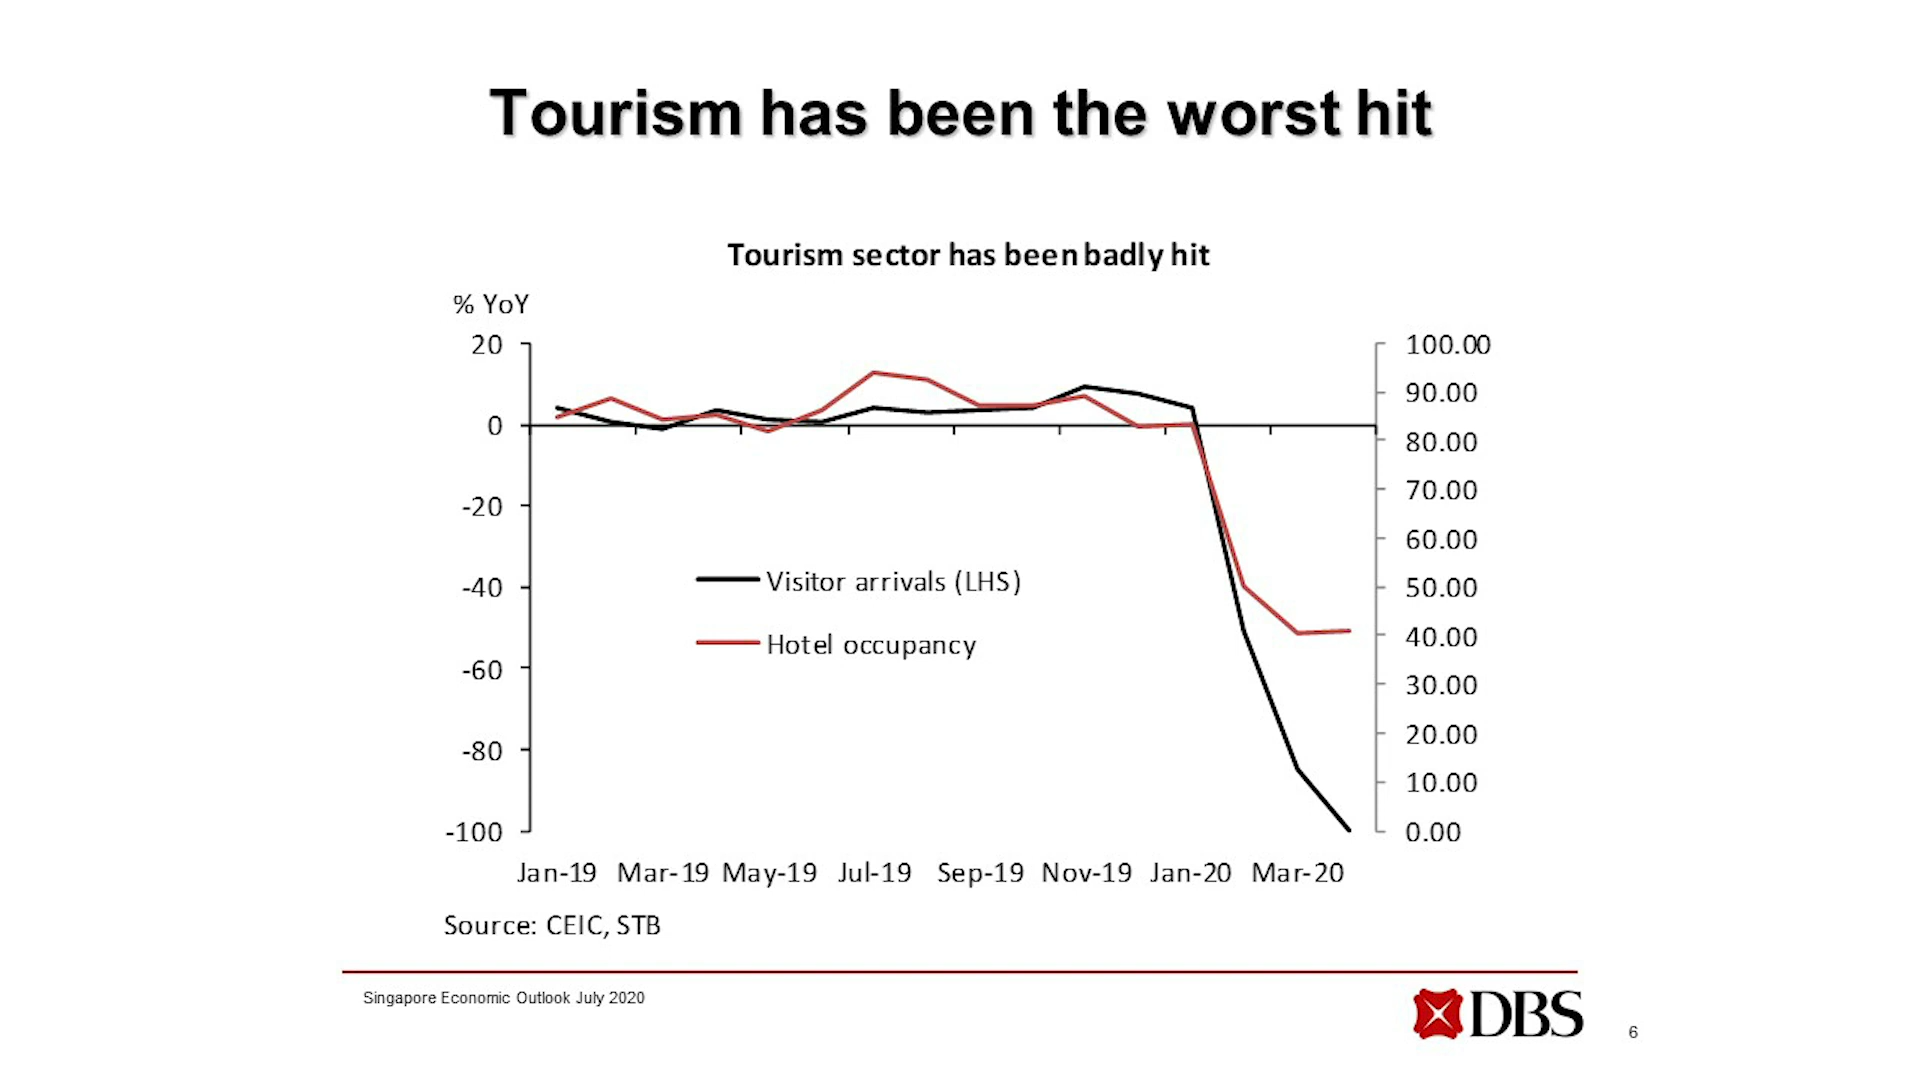 Tourism has been the worst hit
Tourism sector has been badly hit
% YoY
20
0
-20
-40
-60
-80
-100
100.00
90.00
80.00
70.00
60.00
50.00
40.00
30.00
20.00
10.00
0.00
Visitor arrivals (LHS)
Hotel occupancy
Jan-19 Mar-19 May-19 Jul-19 Sep-19 Nov-19 Jan-20 Mar-20
Source: CEIC, STB
Singapore Economic Outlook July 2020
DBS
6